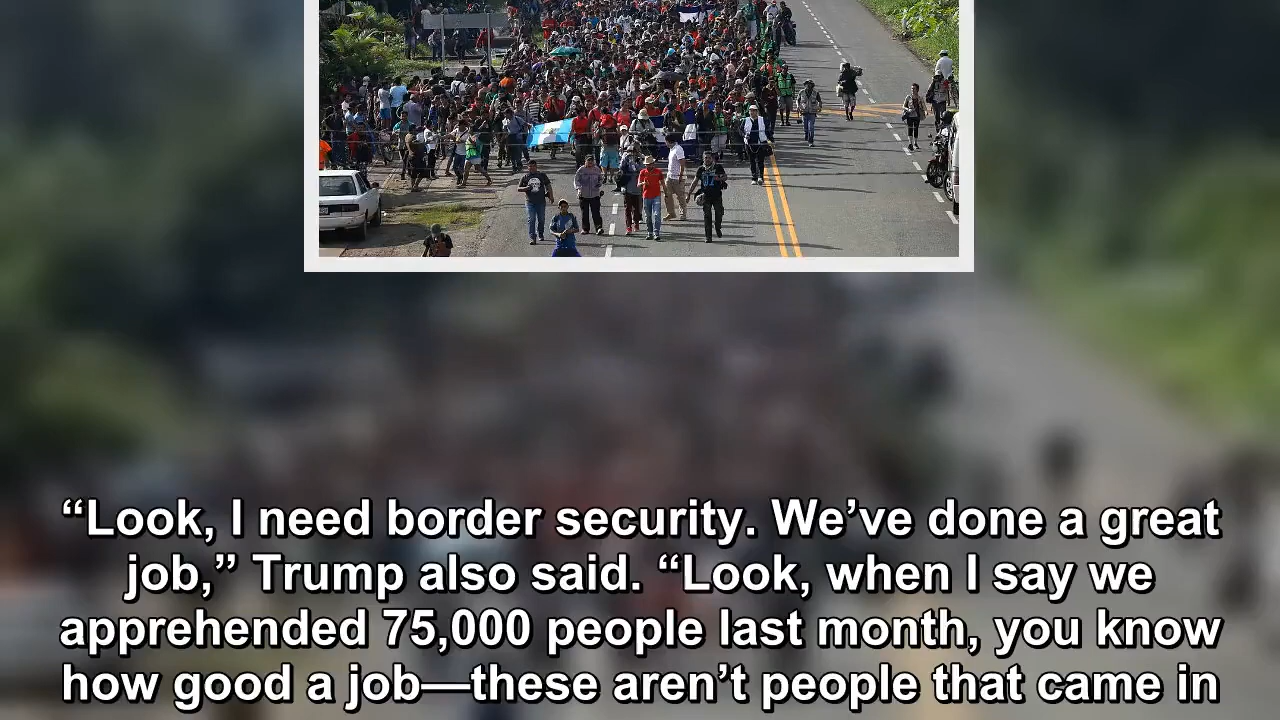 “Look, I need border security. We’ve done a great
job,” Trump also said. “Look, when I say we
apprehended 75,000 people last month, you know
how good a job—these aren’t people that came in